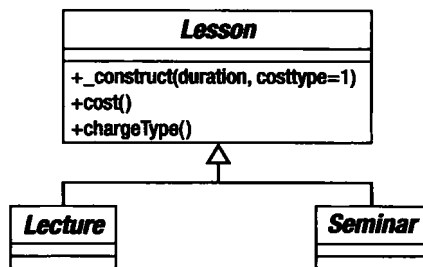 Lesson
+_construct(duration, costtype=1)
+cost()
+chargeType()
Lecture
Seminar